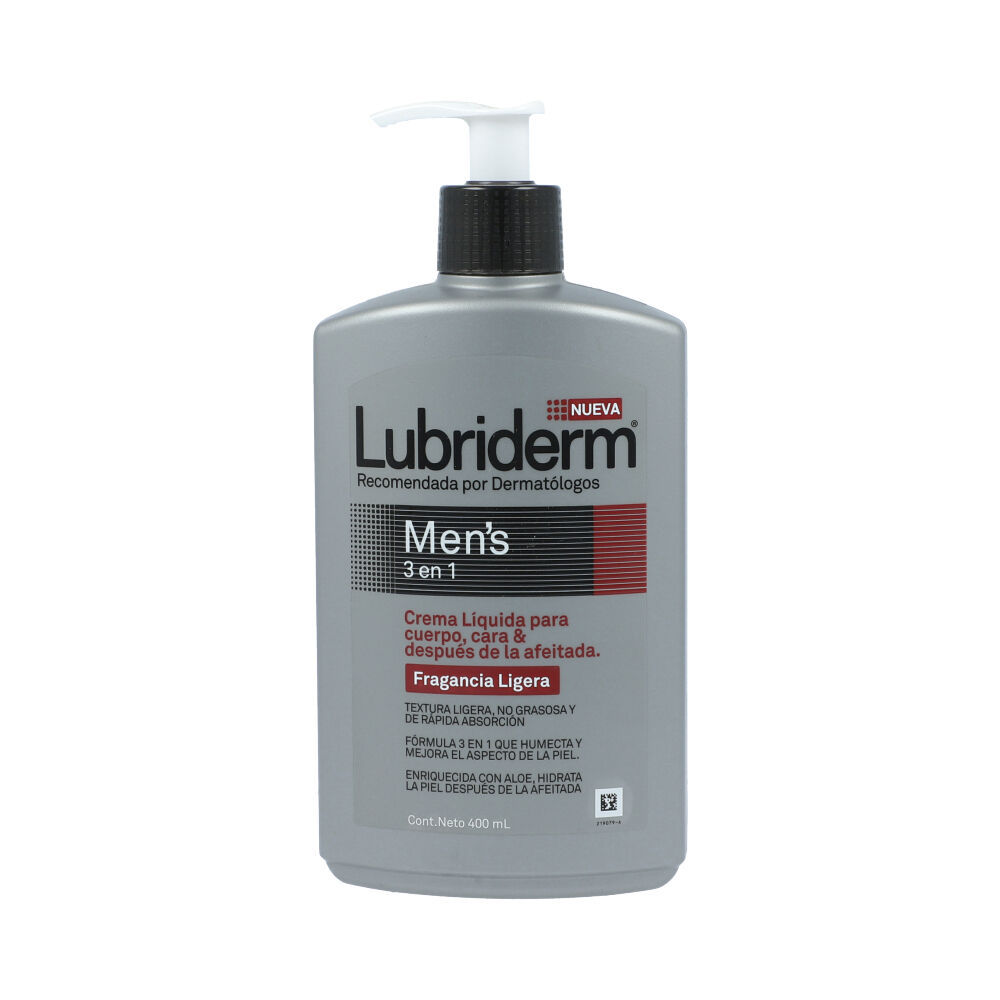 NUEVA
Lubriderm®
Recomendada por Dermatólogos
Men's
3 en 1
Crema Líquida para
cuerpo, cara &
después de la afeitada.
Fragancia Ligera
TEXTURA LIGERA, NO GRASOSA Y
DE RÁPIDA ABSORCIÓN
FÓRMULA 3 EN 1 QUE HUMECTA Y
MEJORA EL ASPECTO DE LA PIEL.
ENRIQUECIDA CON ALOE, HIDRATA
LA PIEL DESPUÉS DE LA AFEITADA
Cont.Neto 400 mL